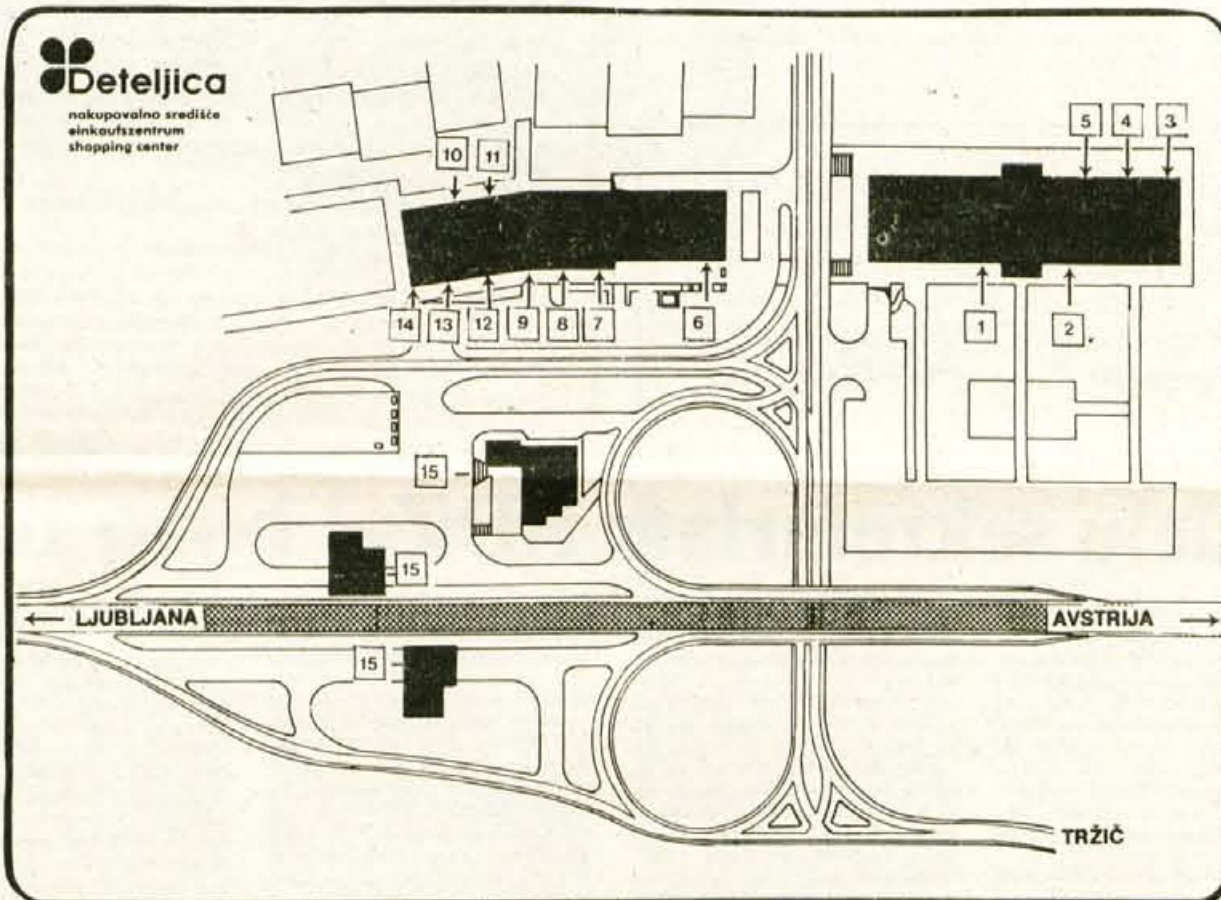 Deteljica
nakupovalno središče
einkaufszentrum
shopping center
5 4 3
10 11
14 13 12 9 8 7 6
1 2
15
15
← LJUBLJANA AVSTRIJA →
15
TRŽIČ